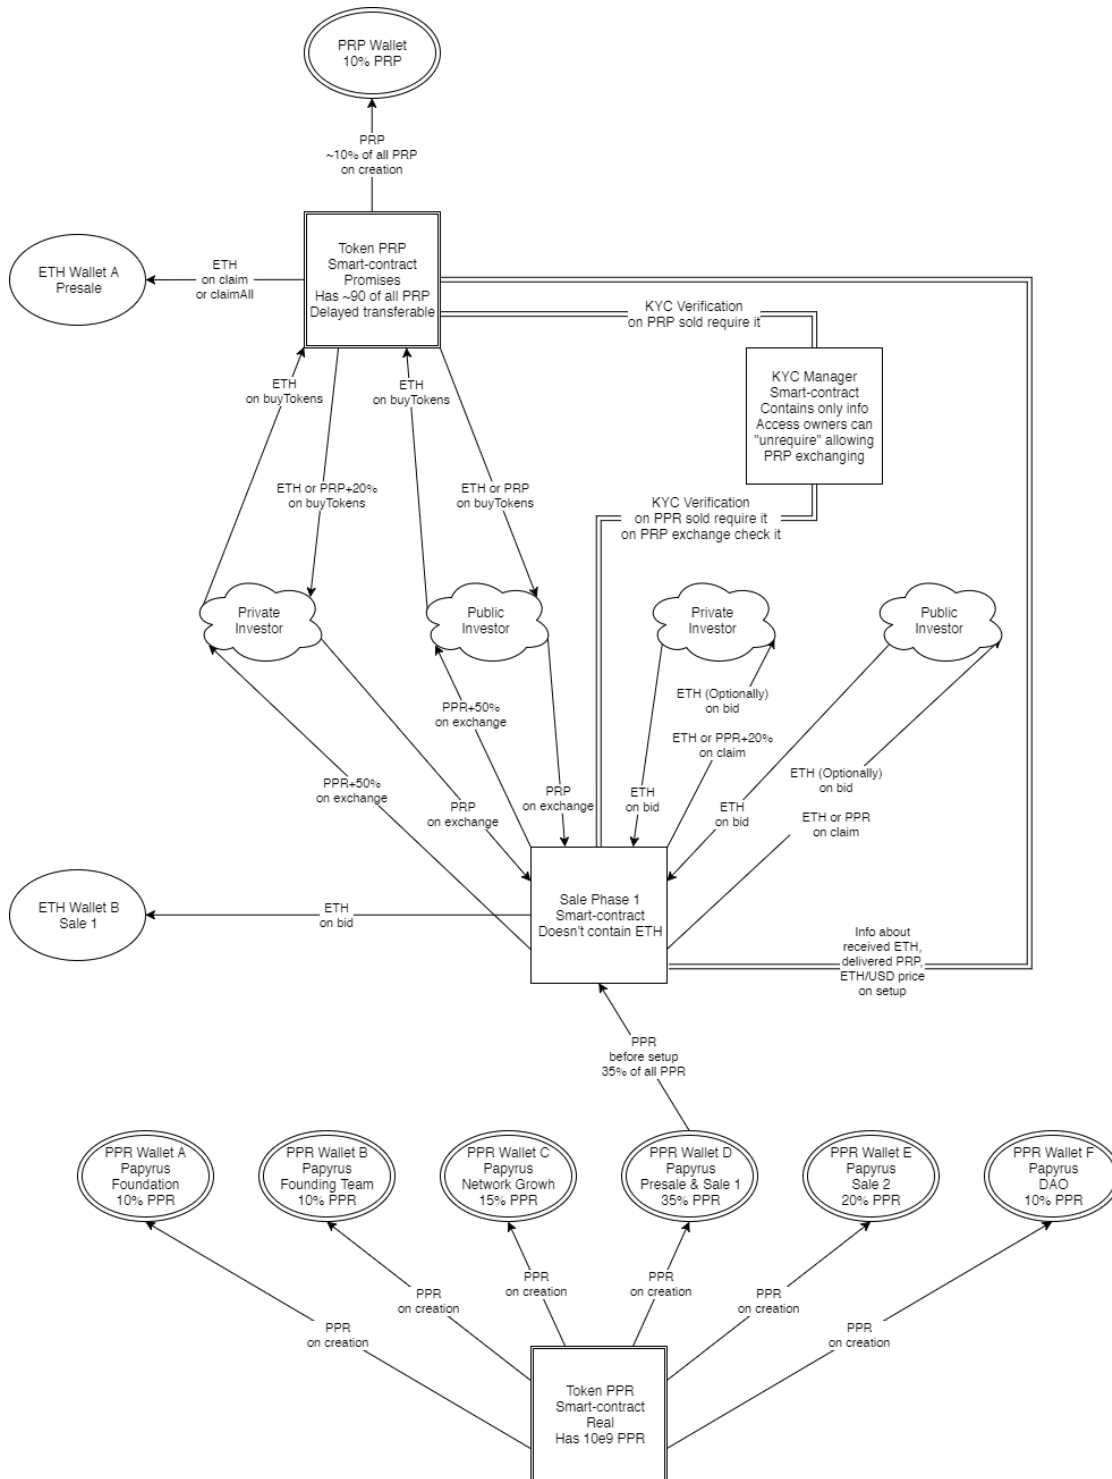 PRP Wallet
10% PRP
PRP
~10% of all PRP
on creation
Token PRP
Smart-contract
Promises
Has ~90 of all PRP
Delayed transferable
ETH Wallet A
Presale
ETH
on claim
or claimAll
KYC Verification
on PRP sold require it
KYC Manager
Smart-contract
Contains only info
Access owners can
"unrequire" allowing
PRP exchanging
ETH
on buyTokens
ETH
on buyTokens
ETH or PRP+20%
on buyTokens
ETH or PRP
on buyTokens
KYC Verification
on PPR sold require it
on PRP exchange check it
Private
Investor
Public
Investor
Private
Investor
Public
Investor
PPR+50%
on exchange
ETH (Optionally)
on bid
ETH or PPR+20%
on claim
PPR+50%
on exchange
PRP
on exchange
PRP
on exchange
ETH
on bid
ETH
on bid
ETH (Optionally)
on bid
ETH or PPR
on claim
ETH Wallet B
Sale 1
ETH
on bid
Sale Phase 1
Smart-contract
Doesn't contain ETH
Info about
received ETH,
delivered PRP,
ETH/USD price
on setup
PPR
before setup
35% of all PPR
PPR Wallet A
Papyrus
Foundation
10% PPR
PPR Wallet B
Papyrus
Founding Team
10% PPR
PPR Wallet C
Papyrus
Network Growh
15% PPR
PPR Wallet D
Papyrus
Presale & Sale 1
35% PPR
PPR Wallet E
Papyrus
Sale 2
20% PPR
PPR Wallet F
Papyrus
DAO
10% PPR
PPR
on creation
PPR
on creation
PPR
on creation
PPR
on creation
PPR
on creation
PPR
on creation
Token PPR
Smart-contract
Real
Has 10e9 PPR